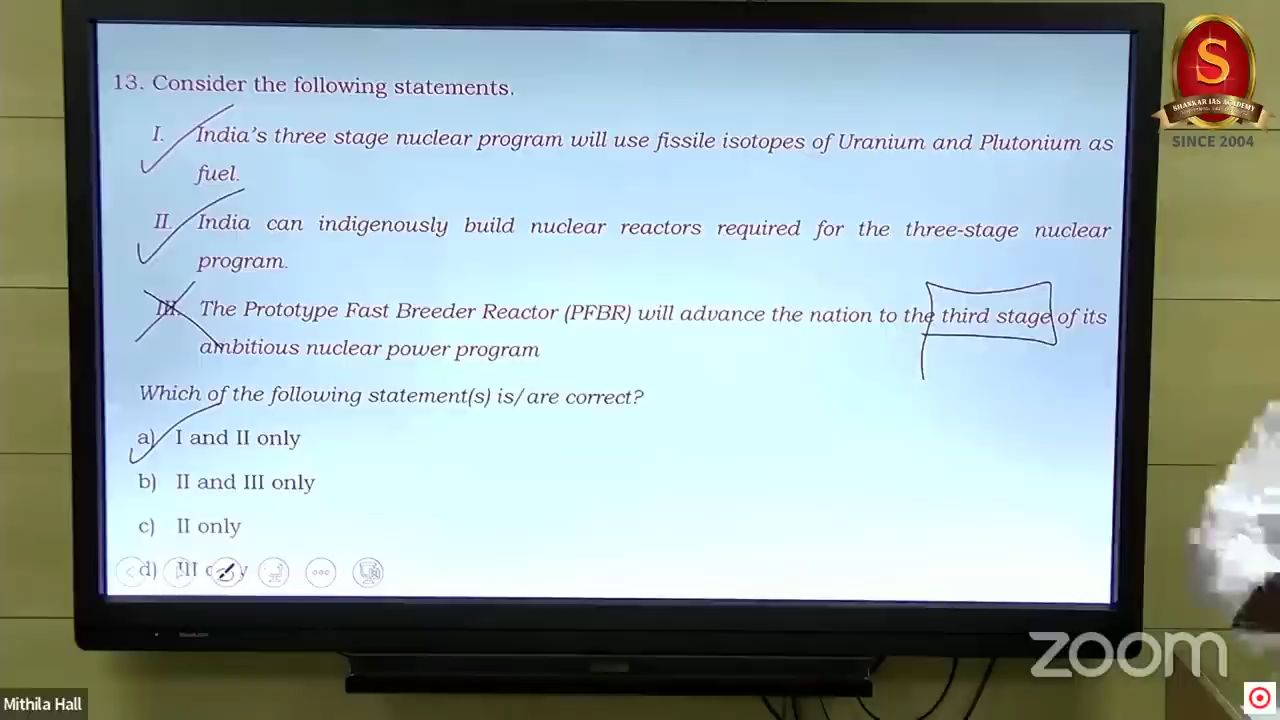 13. Consider the following statements.
I. India's three stage nuclear program will use fissile isotopes of Uranium and Plutonium as
fuel.
II. India can indigenously build nuclear reactors required for the three-stage nuclear
program.
III. The Prototype Fast Breeder Reactor (PFBR) will advance the nation to the third stage of its
ambitious nuclear power program
Which of the following statement(s) is/are correct?
a) I and II only
b) II and III only
c) II only
d) III only
S
SHANKAR IAS ACADEMY
SINCE 2004
zoom
Mithila Hall